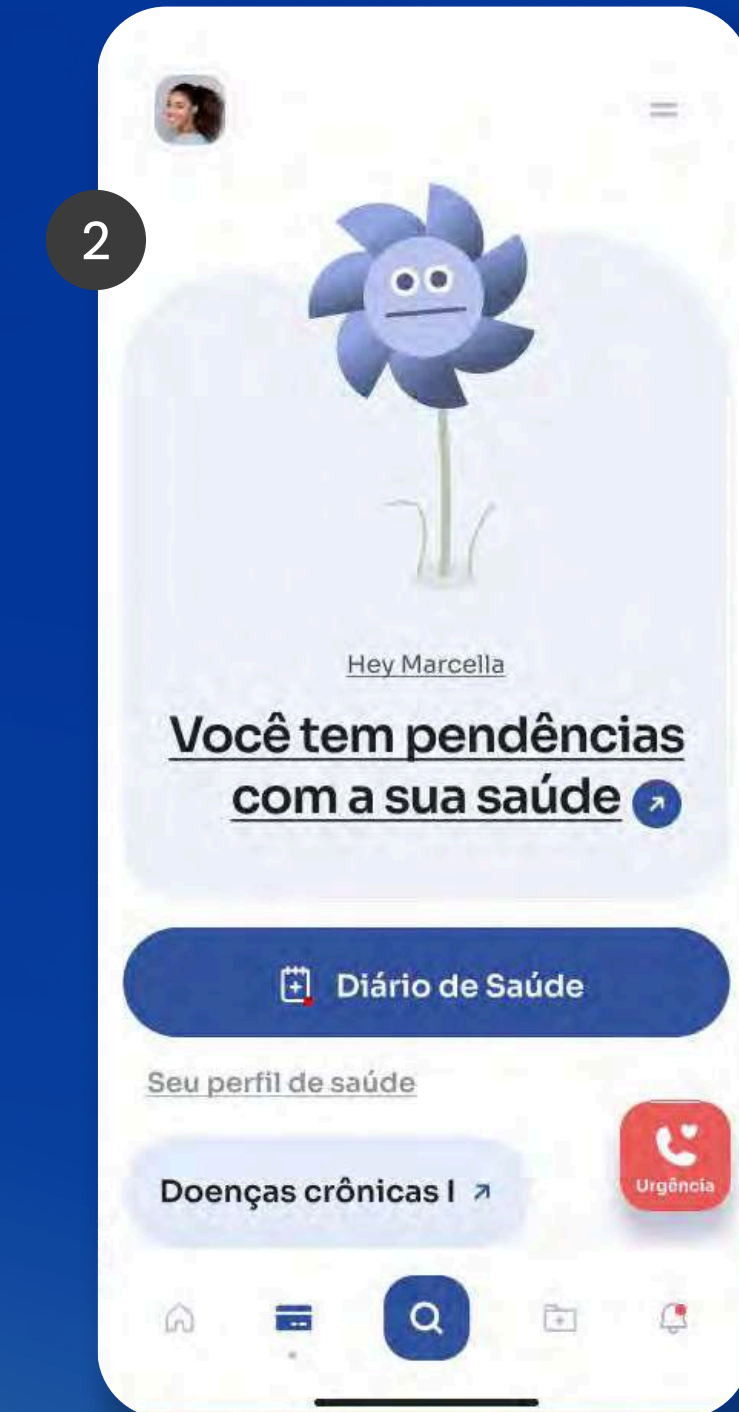 2
Hey Marcella
Você tem pendências
com a sua saúde
Diário de Saúde
Seu perfil de saúde
Doenças crônicas I
Urgência